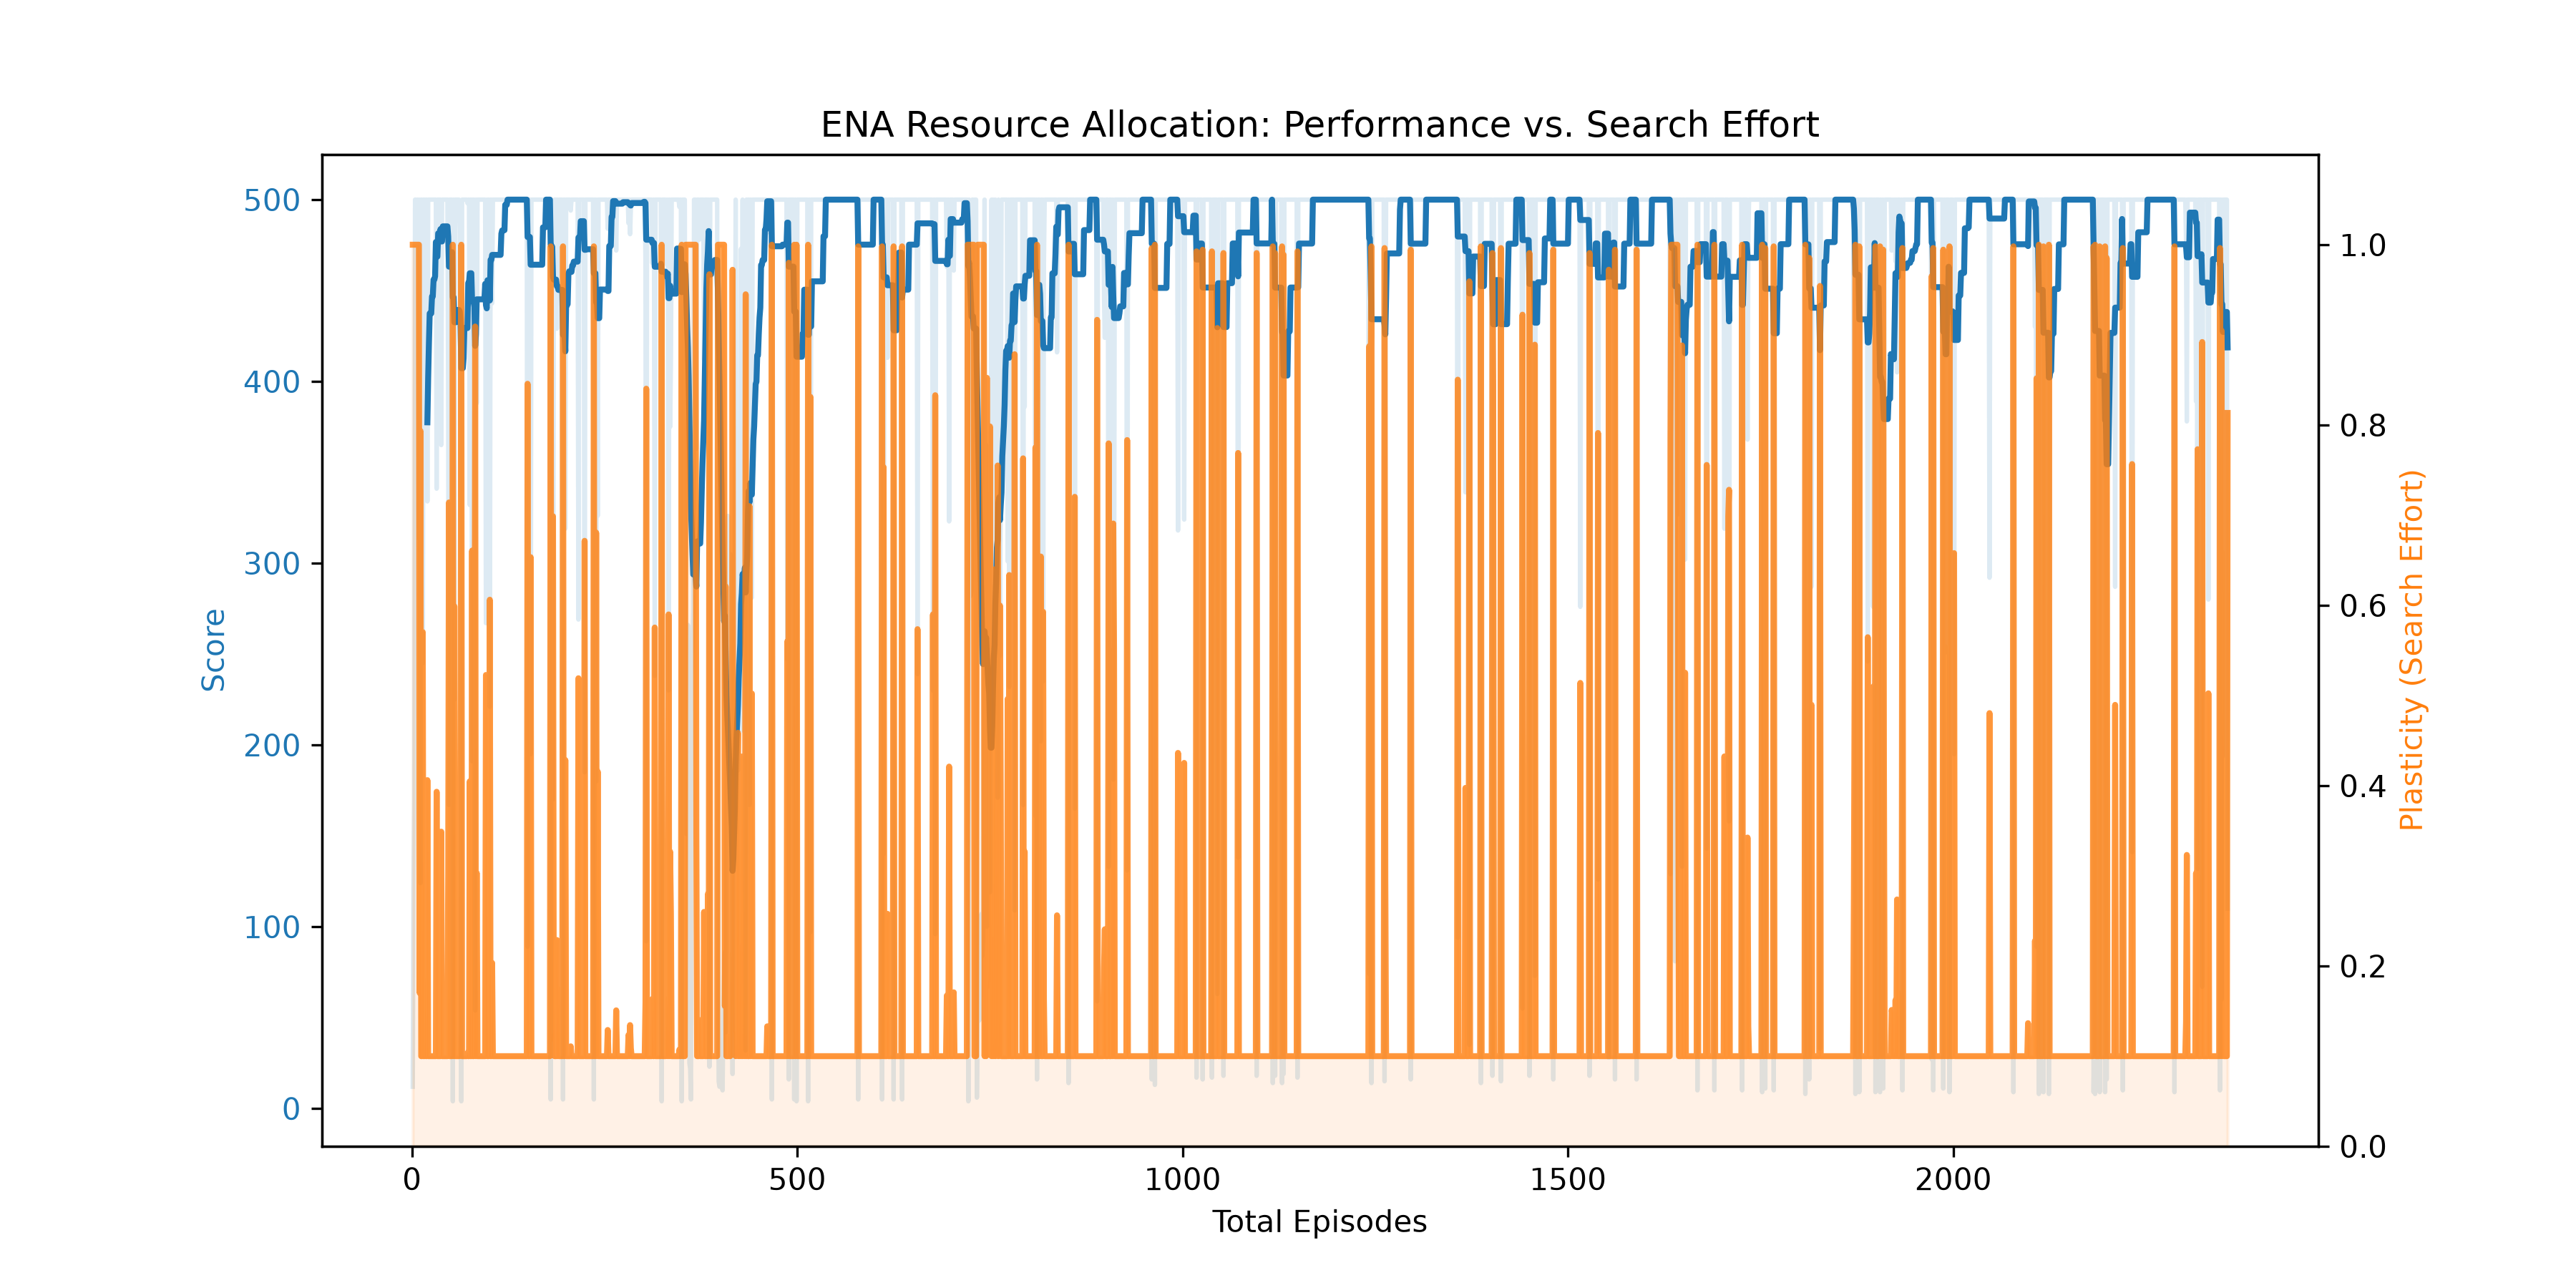 ENA Resource Allocation: Performance vs. Search Effort
500
400
300
200
100
0
Score
1.0
0.8
0.6
0.4
0.2
0.0
Plasticity (Search Effort)
0 500 1000 1500 2000
Total Episodes